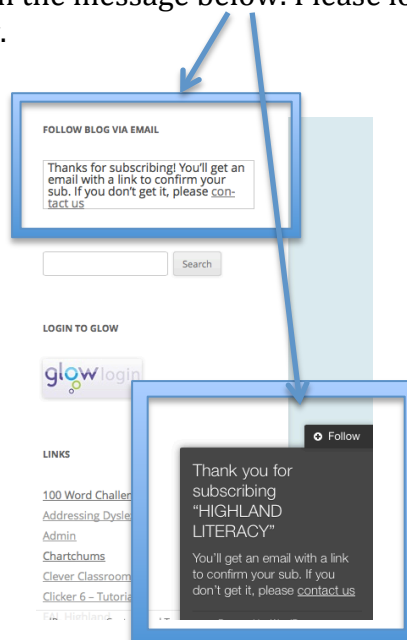 the message below. Please lo
FOLLOW BLOG VIA EMAIL
Thanks for subscribing! You'll get an
email with a link to confirm your
sub. If you don't get it, please con-
tact us
Search
LOGIN TO GLOW
glow login
LINKS
100 Word Challen
Addressing Dysle
Admin
Chartchums
Clever Classroom
Clicker 6 – Tutoria
EAL Highland
Follow
Thank you for
subscribing
“HIGHLAND
LITERACY”
You'll get an email with a link
to confirm your sub. If you
don't get it, please contact us